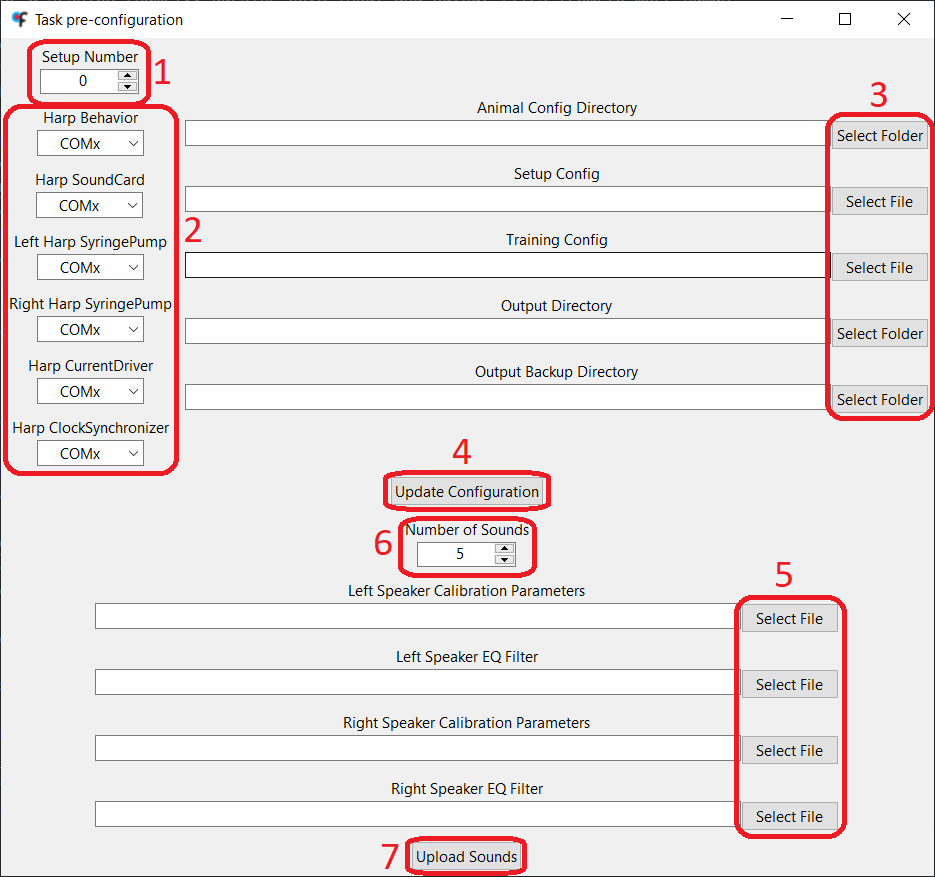 Task pre-configuration
Setup Number
0
1
Harp Behavior
COMx
Harp SoundCard
COMx
Left Harp SyringePump
COMx
Right Harp SyringePump
COMx
Harp CurrentDriver
COMx
Harp ClockSynchronizer
COMx
2
Animal Config Directory
3
Select Folder
Setup Config
Select File
Training Config
Select File
Output Directory
Select Folder
Output Backup Directory
Select Folder
4
Update Configuration
6
Number of Sounds
5
5
Left Speaker Calibration Parameters
Select File
Left Speaker EQ Filter
Select File
Right Speaker Calibration Parameters
Select File
Right Speaker EQ Filter
Select File
7
Upload Sounds